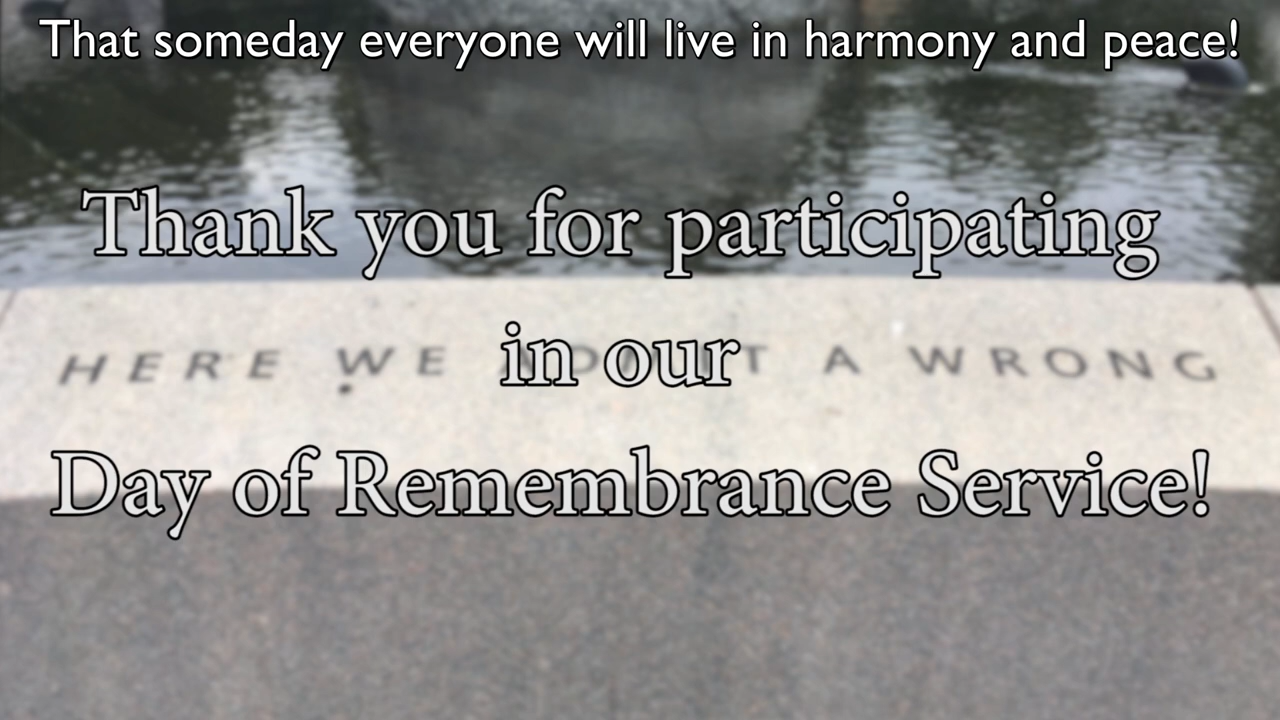 That someday everyone will live in harmony and peace!
Thank you for participating
in our
HERE WE ADMIT A WRONG
Day of Remembrance Service!